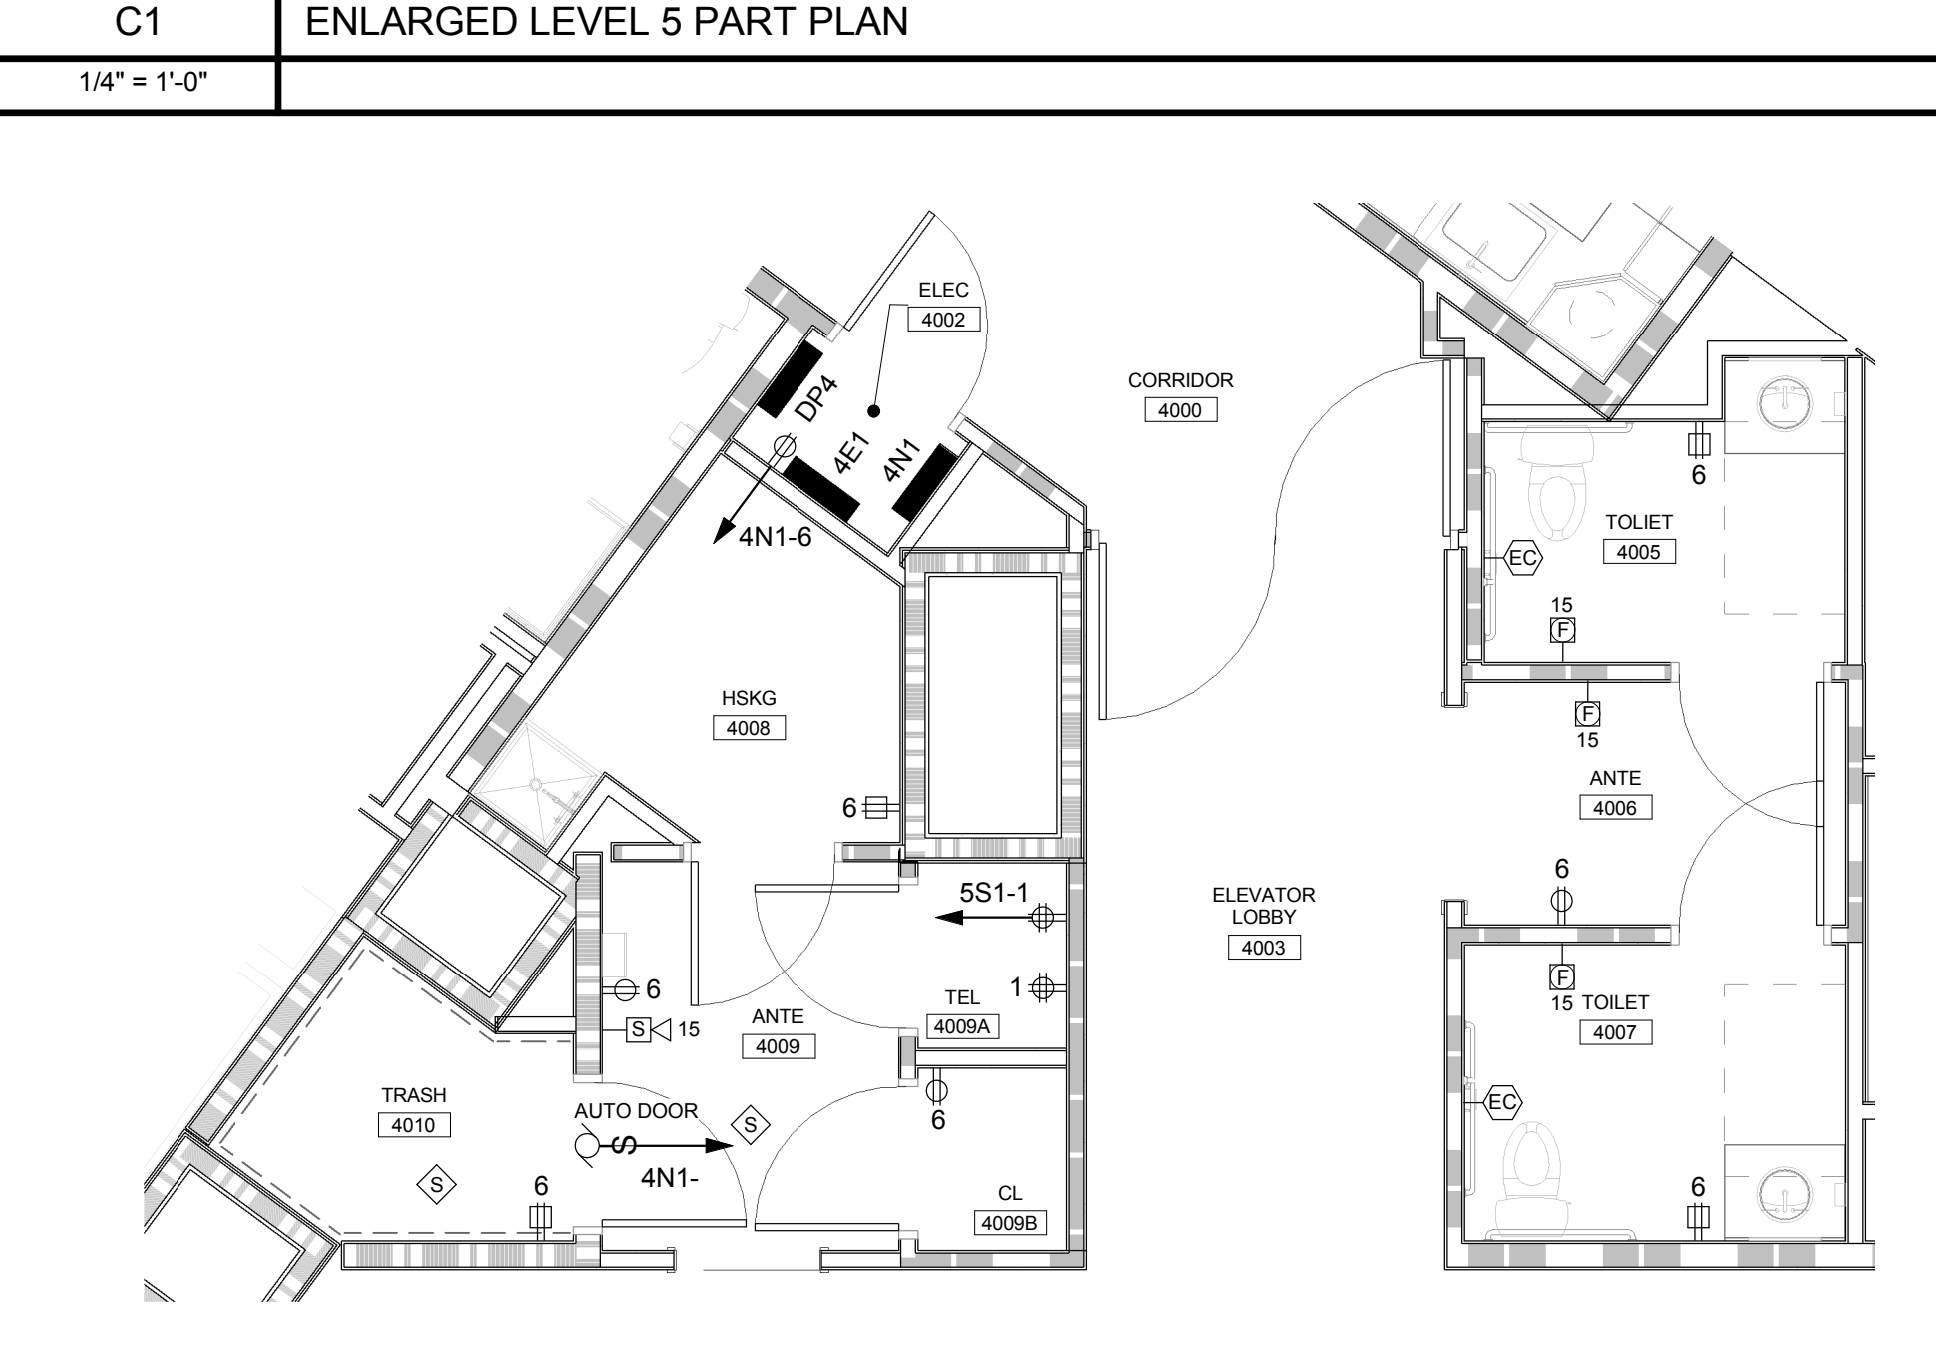 C1
ENLARGED LEVEL 5 PART PLAN
1/4" = 1'-0"
ELEC
4002
DP4
4E1
4N1
4N1-6
CORRIDOR
4000
6
TOLIET
4005
EC
15
F
F
15
HSKG
4008
6
ANTE
4006
6
5S1-1
ELEVATOR
LOBBY
4003
6
1
TEL
4009A
ANTE
4009
S
15
F
15
TOILET
4007
TRASH
4010
AUTO DOOR
S
S
4N1-
6
EC
S
6
CL
4009B
6